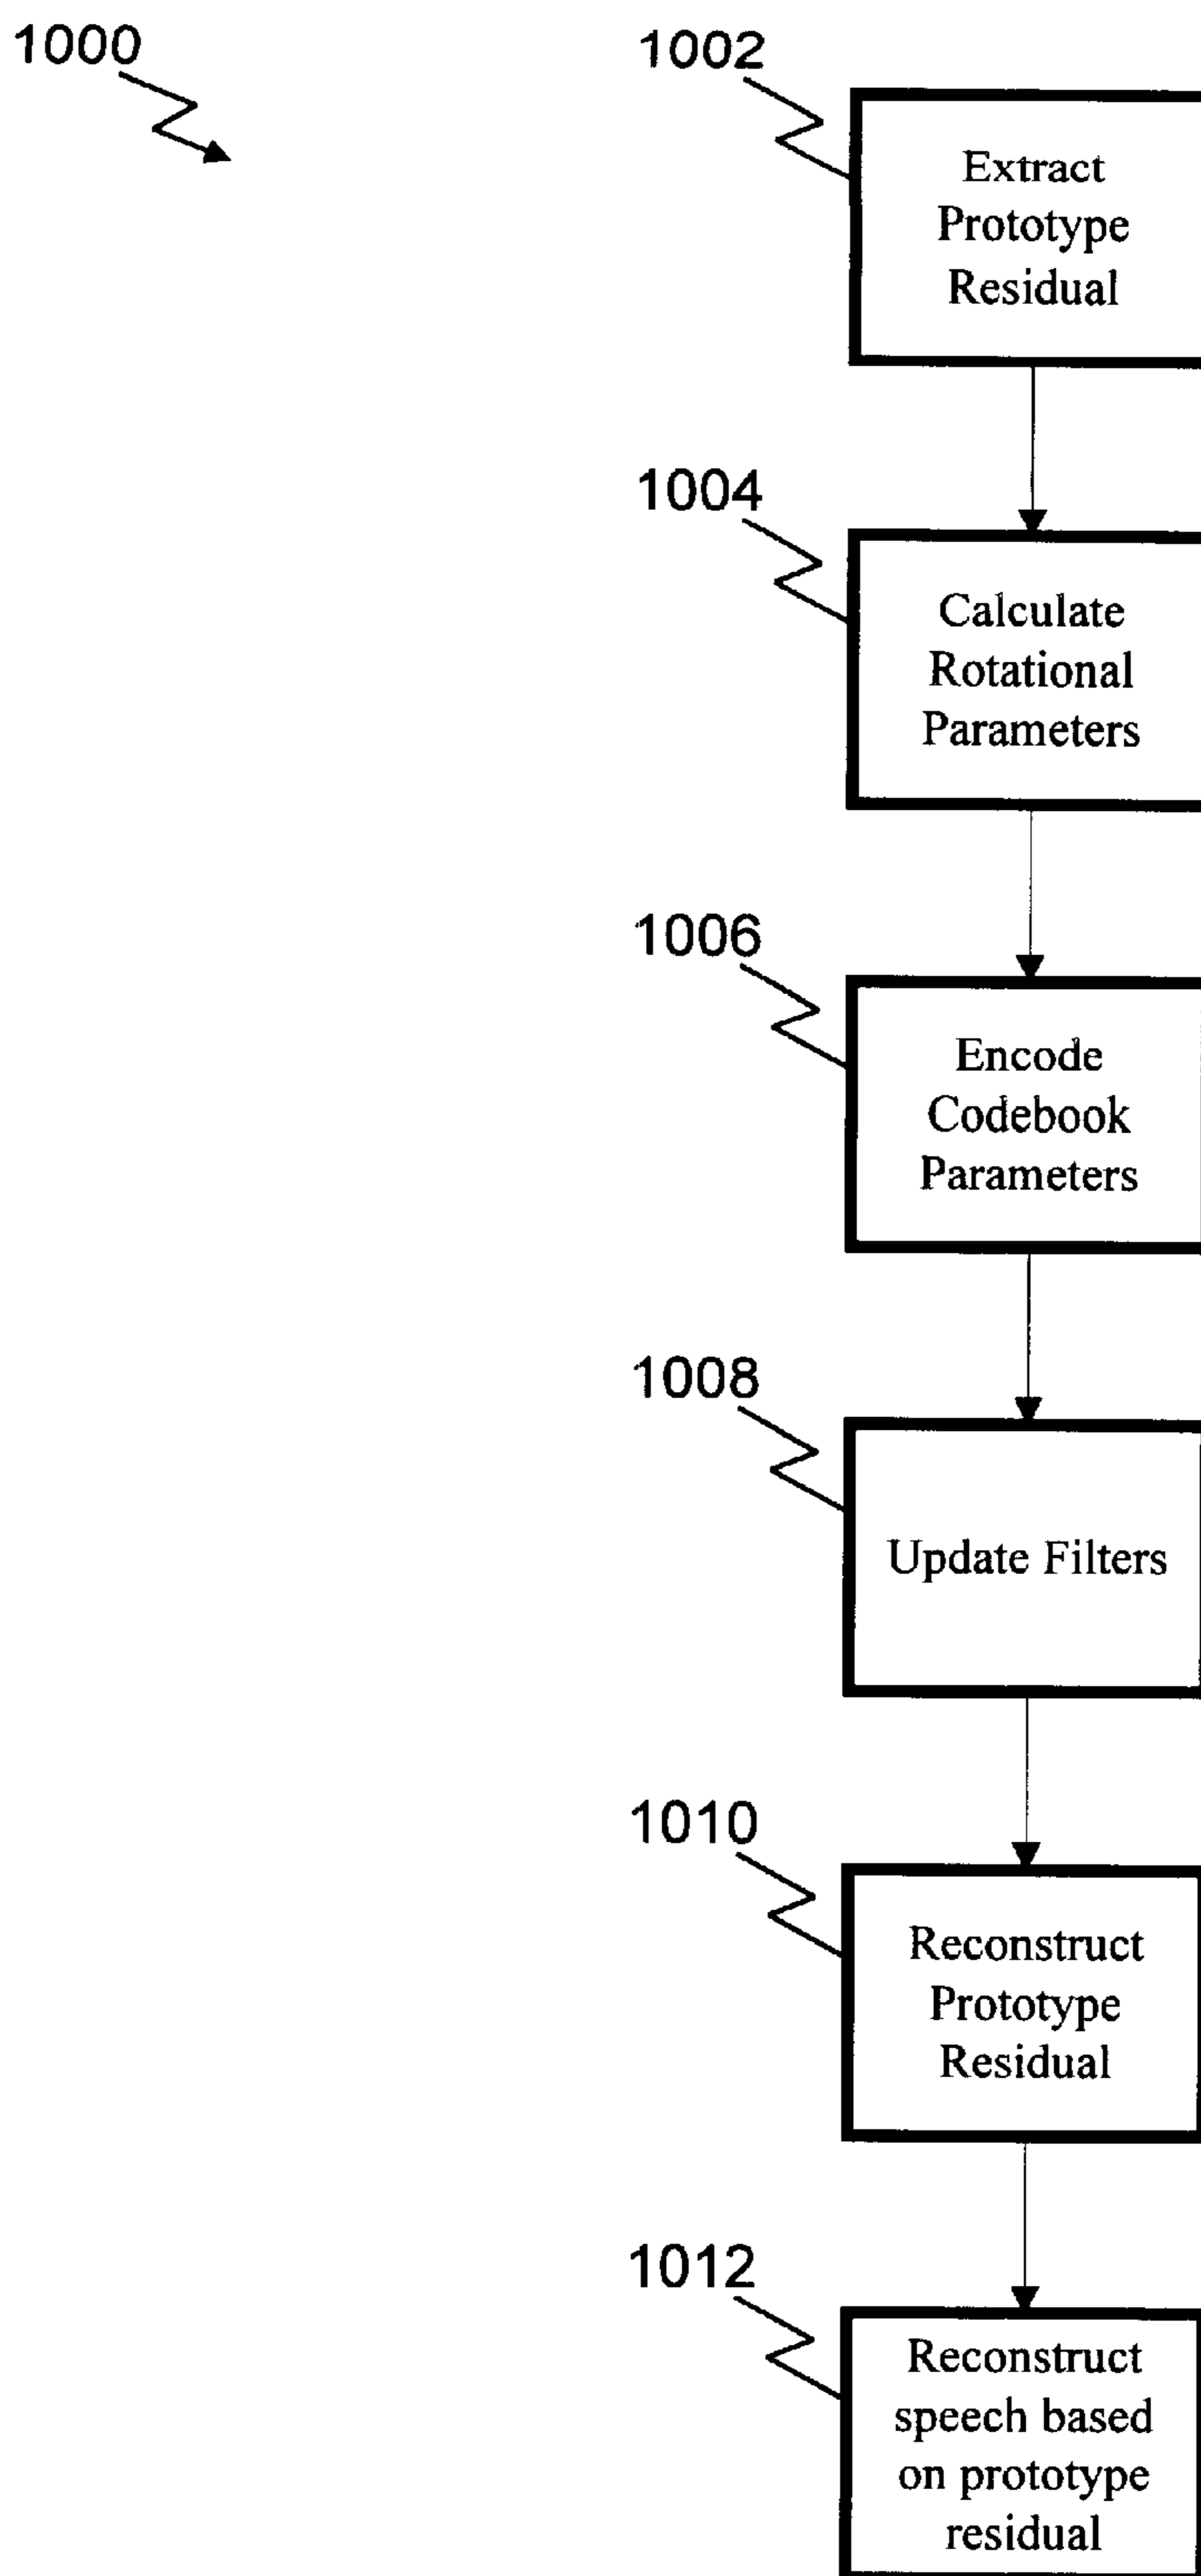 1000
1002
Extract
Prototype
Residual
1004
Calculate
Rotational
Parameters
1006
Encode
Codebook
Parameters
1008
Update Filters
1010
Reconstruct
Prototype
Residual
1012
Reconstruct
speech based
on prototype
residual